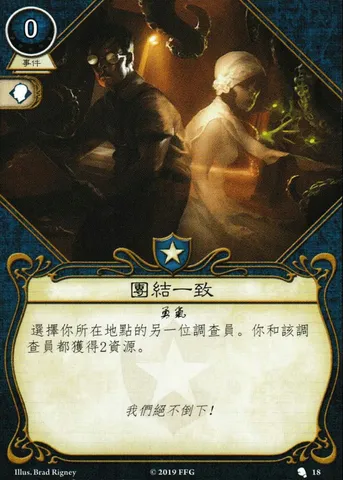 0
事件
團結一致
勇氣
選擇你所在地點的另一位調查員。你和該調
查員都獲得2資源。
我們絕不倒下!
Illus. Brad Rigney
© 2019 FFG
18